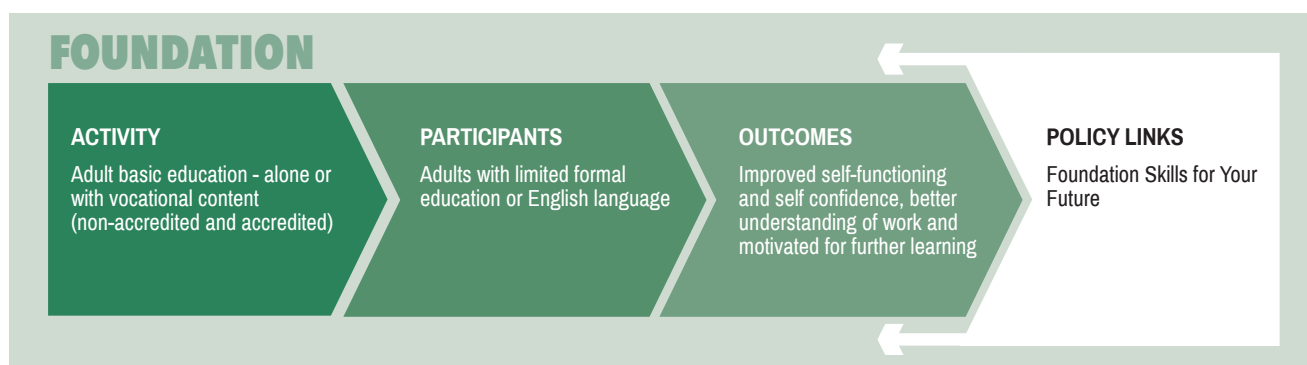 FOUNDATION
ACTIVITY
Adult basic education - alone or
with vocational content
(non-accredited and accredited)
PARTICIPANTS
Adults with limited formal
education or English language
OUTCOMES
Improved self-functioning
and self confidence, better
understanding of work and
motivated for further learning
POLICY LINKS
Foundation Skills for Your
Future